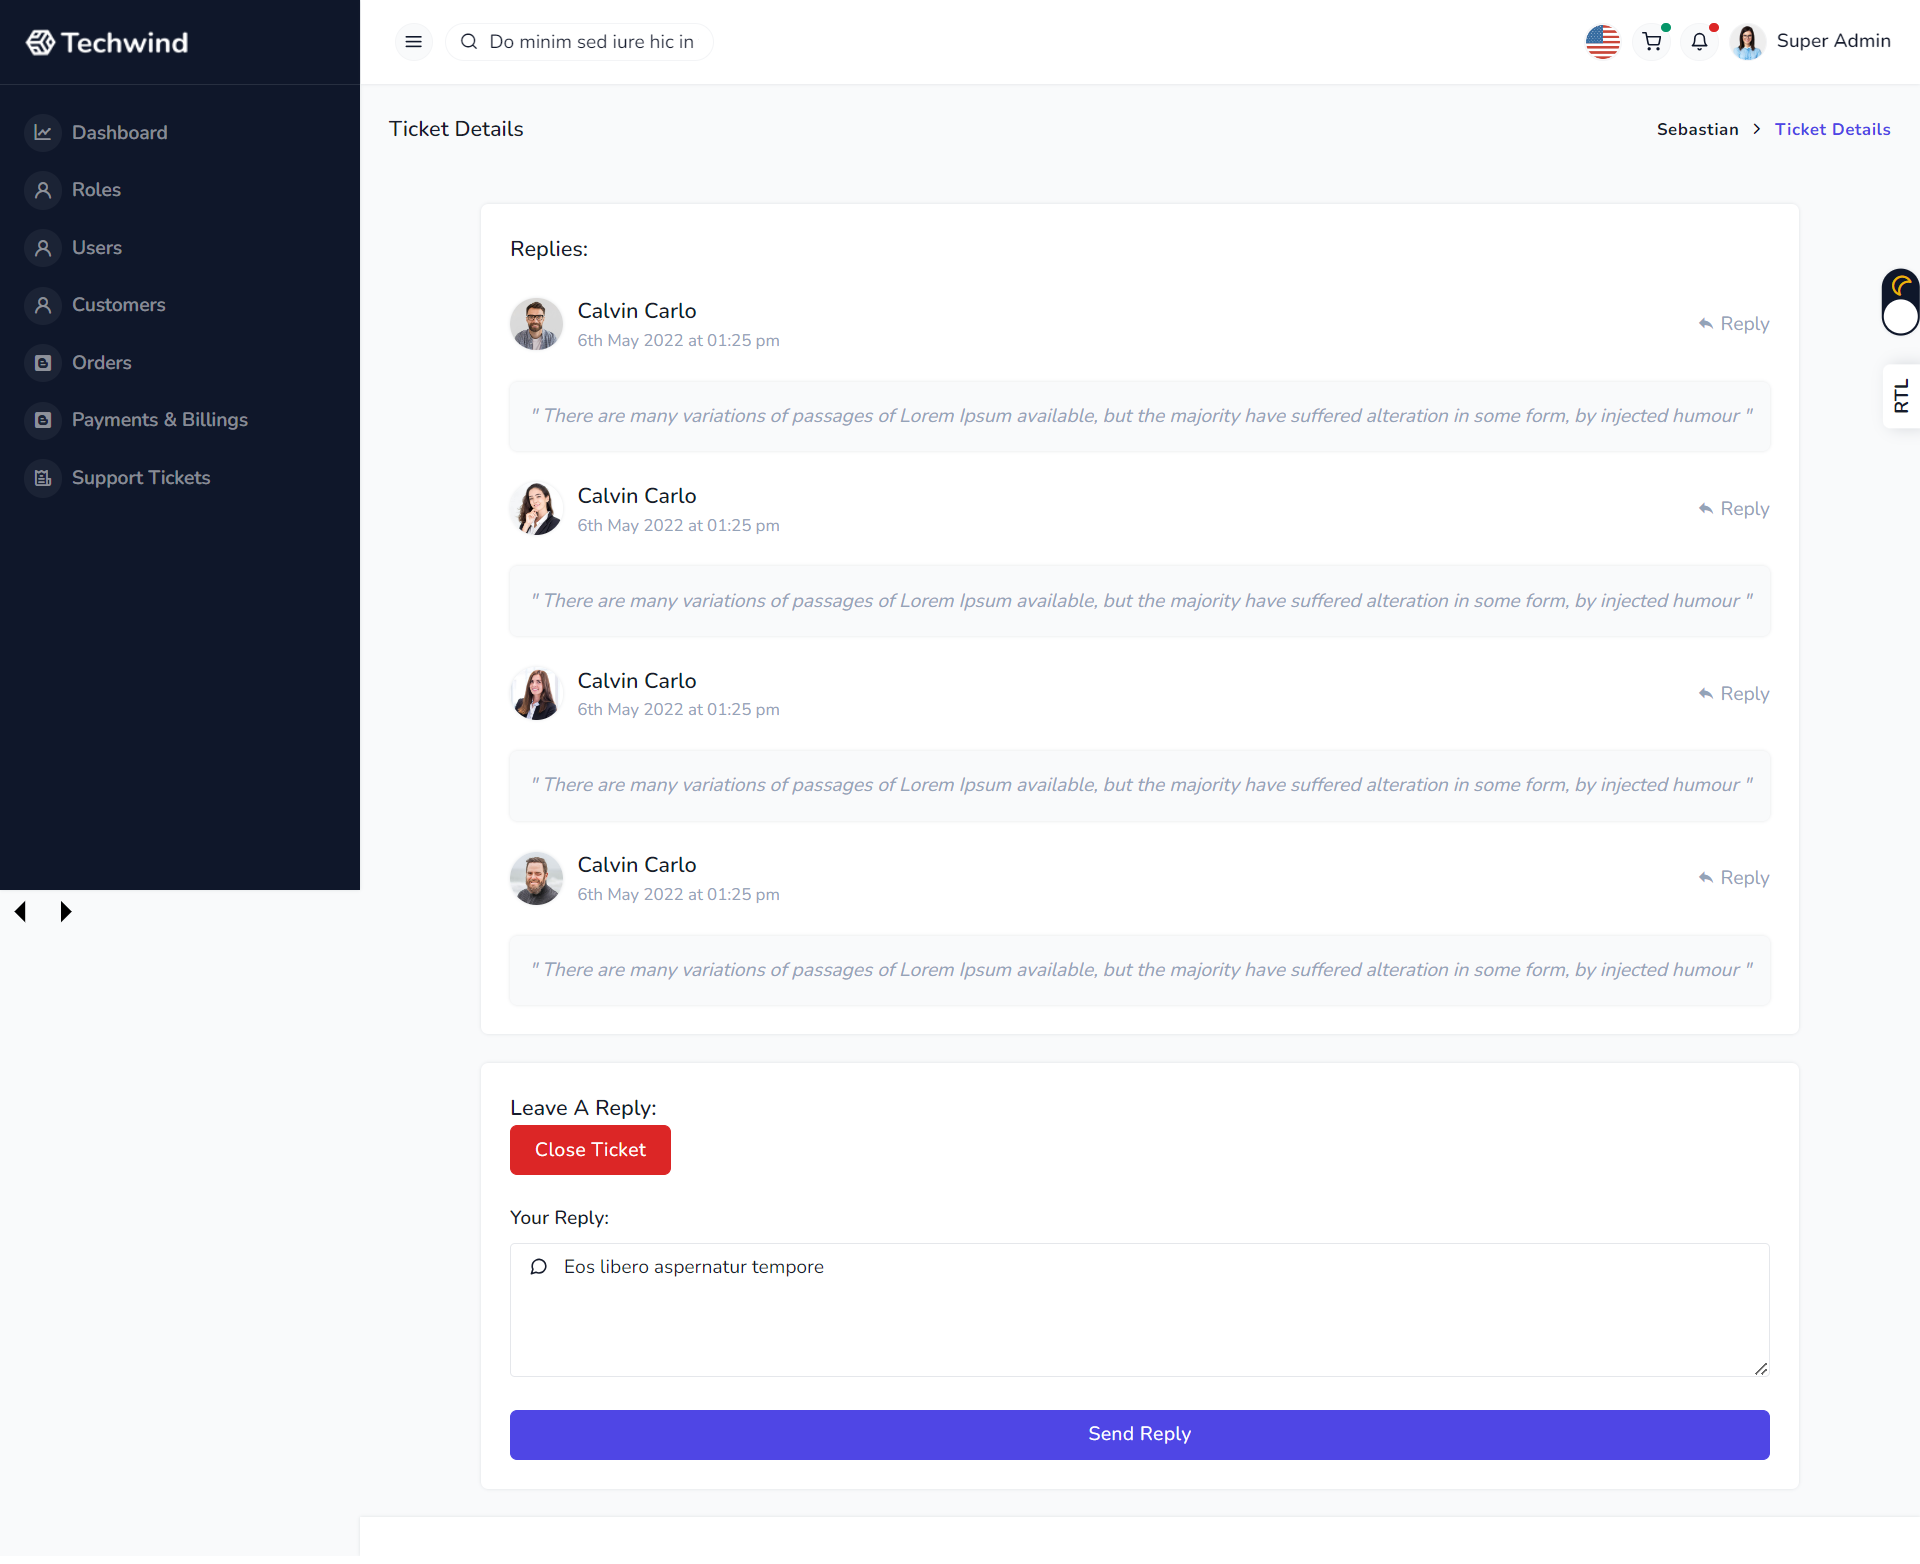 Techwind
Do minim sed iure hic in
Super Admin
Dashboard
Roles
Users
Customers
Orders
Payments & Billings
Support Tickets
Ticket Details
Sebastian
Ticket Details
RTL
Replies:
Calvin Carlo
6th May 2022 at 01:25 pm
Reply
" There are many variations of passages of Lorem Ipsum available, but the majority have suffered alteration in some form, by injected humour "
Calvin Carlo
6th May 2022 at 01:25 pm
Reply
" There are many variations of passages of Lorem Ipsum available, but the majority have suffered alteration in some form, by injected humour "
Calvin Carlo
6th May 2022 at 01:25 pm
Reply
" There are many variations of passages of Lorem Ipsum available, but the majority have suffered alteration in some form, by injected humour "
Calvin Carlo
6th May 2022 at 01:25 pm
Reply
" There are many variations of passages of Lorem Ipsum available, but the majority have suffered alteration in some form, by injected humour "
Leave A Reply:
Close Ticket
Your Reply:
Eos libero aspernatur tempore
Send Reply